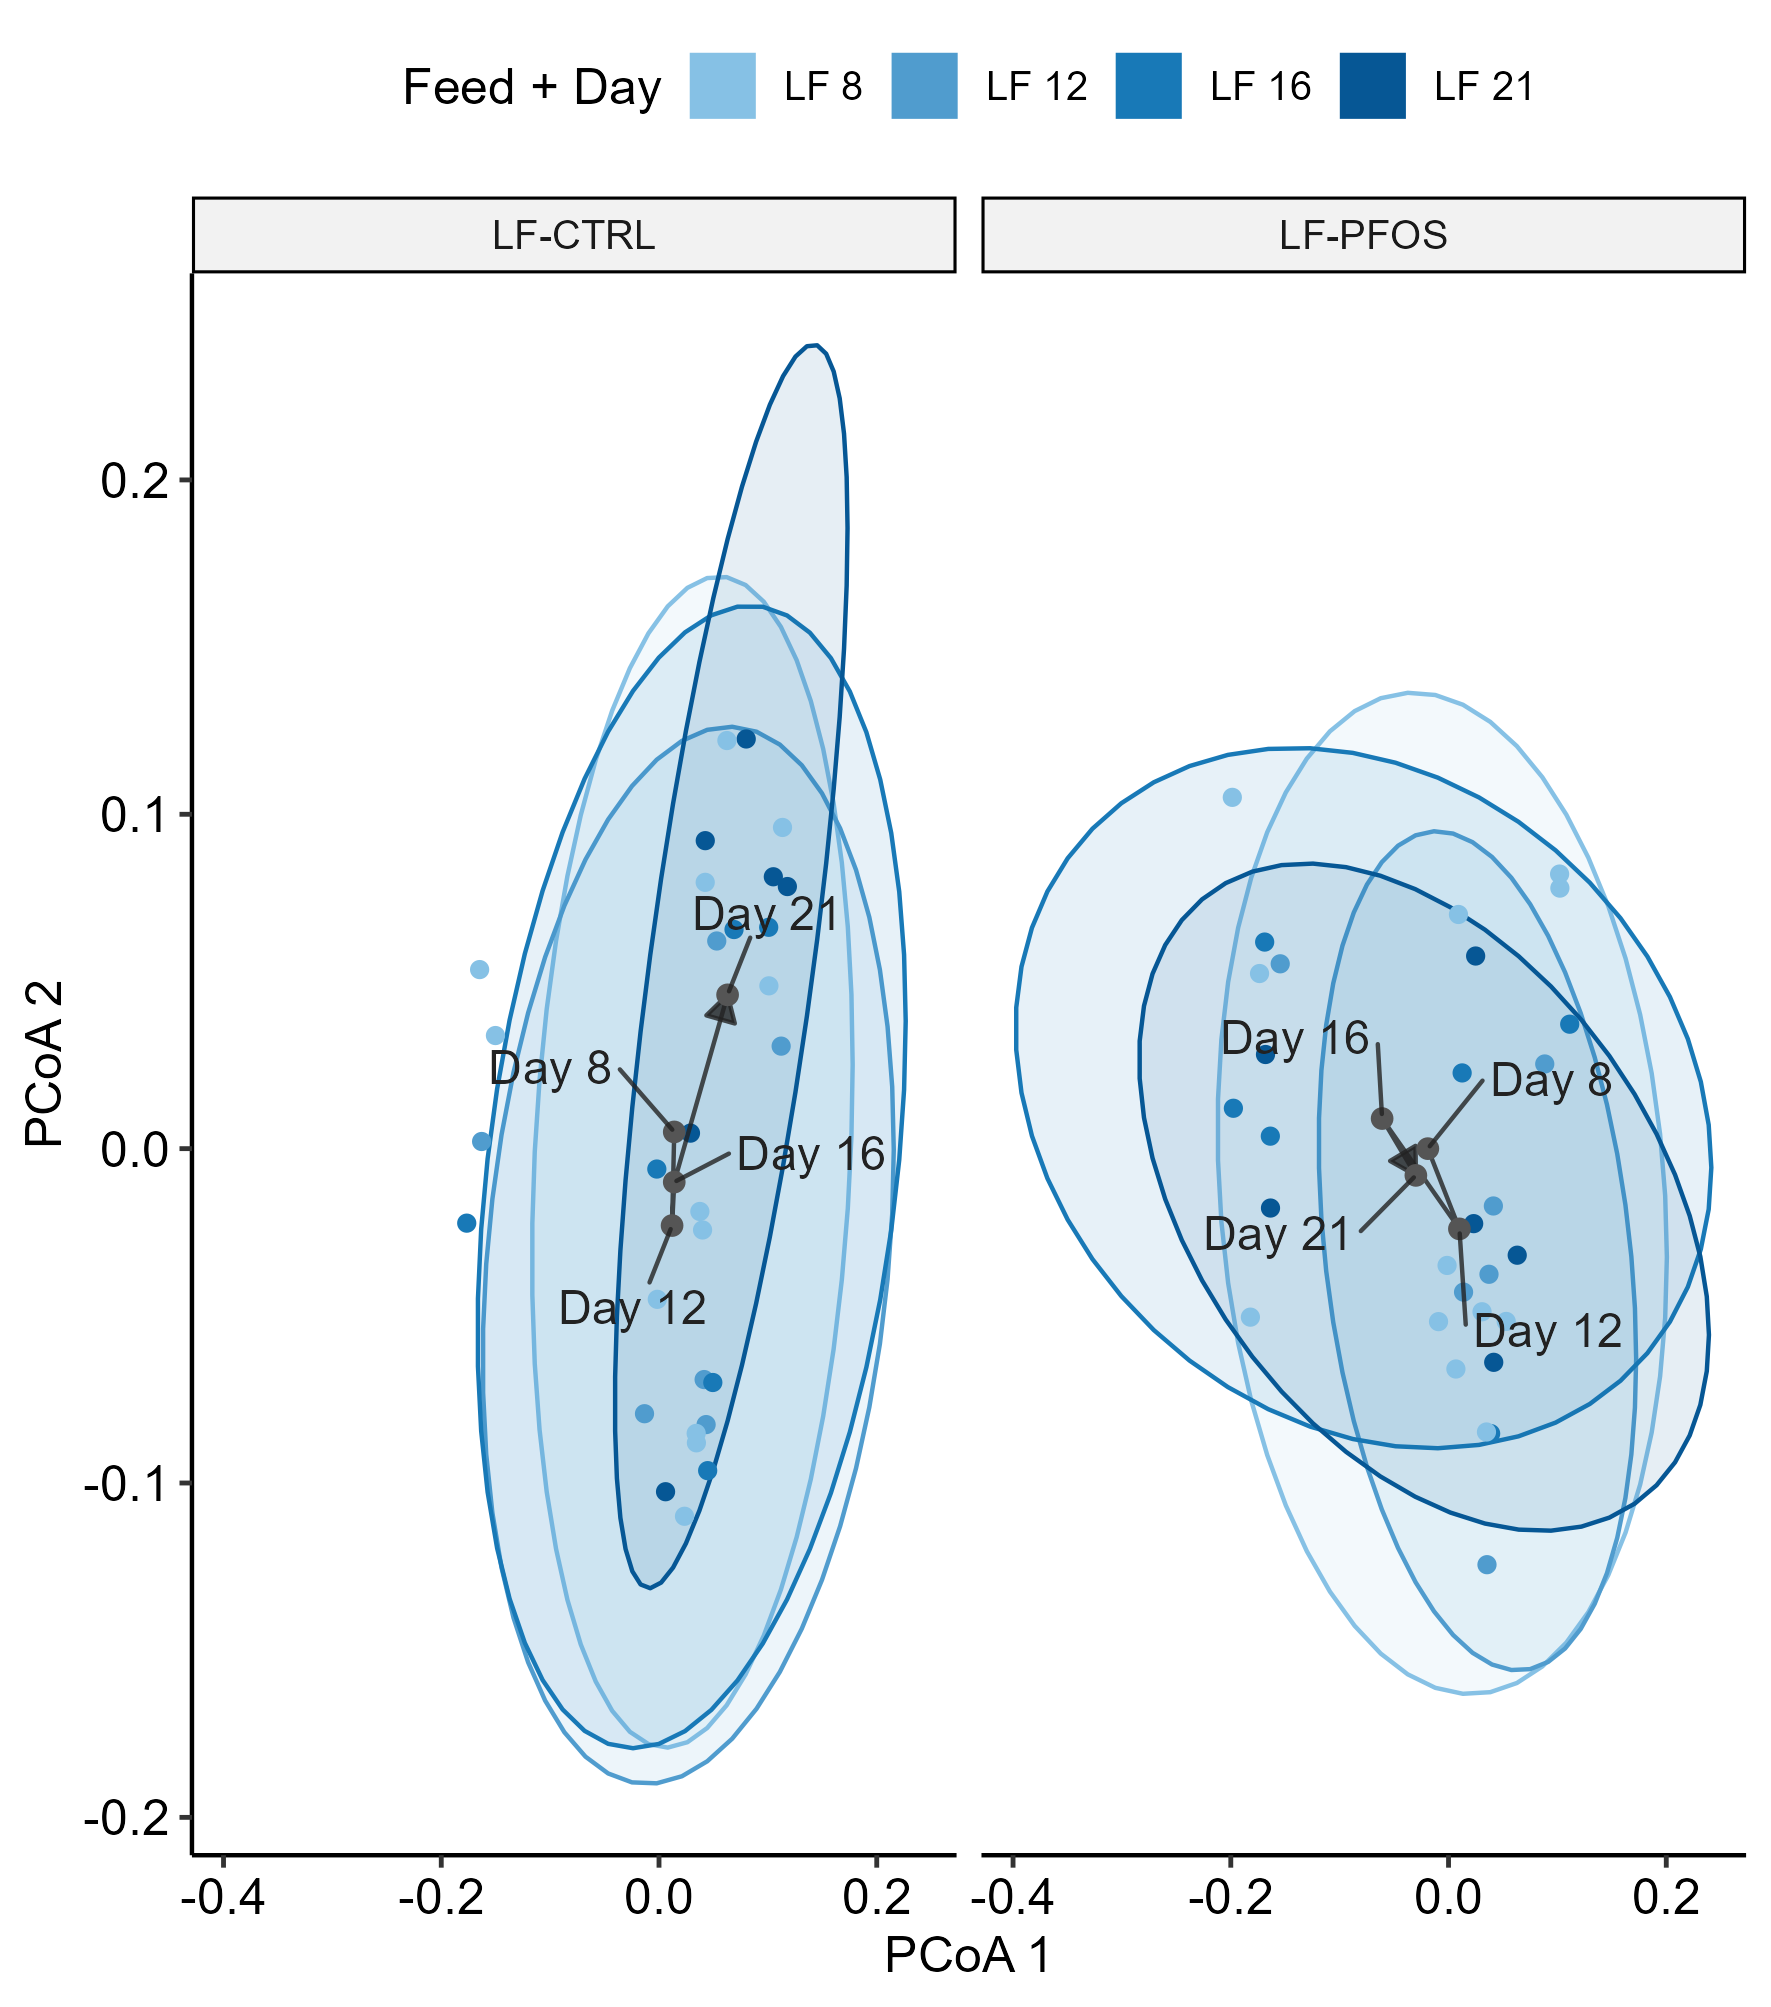 Feed + Day LF 8 LF 12 LF 16 LF 21
LF-CTRL LF-PFOS
0.2
0.1
0.0
-0.1
-0.2
PCoA 2
Day 21
Day 8
Day 16
Day 12
Day 16
Day 8
Day 21
Day 12
-0.4 -0.2 0.0 0.2 -0.4 -0.2 0.0 0.2
PCoA 1